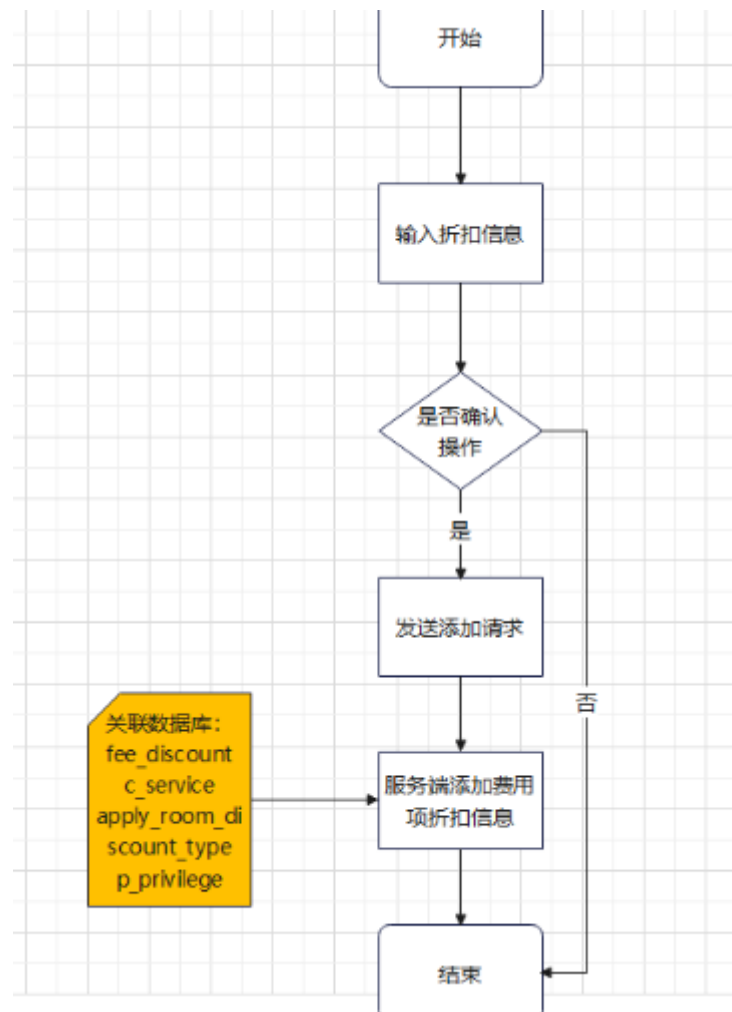 开始
输入折扣信息
是否确认
操作
是
发送添加请求
否
关联数据库：
fee_discount
c_service
apply_room_di
scount_type
p_privilege
服务端添加费用
项折扣信息
结束